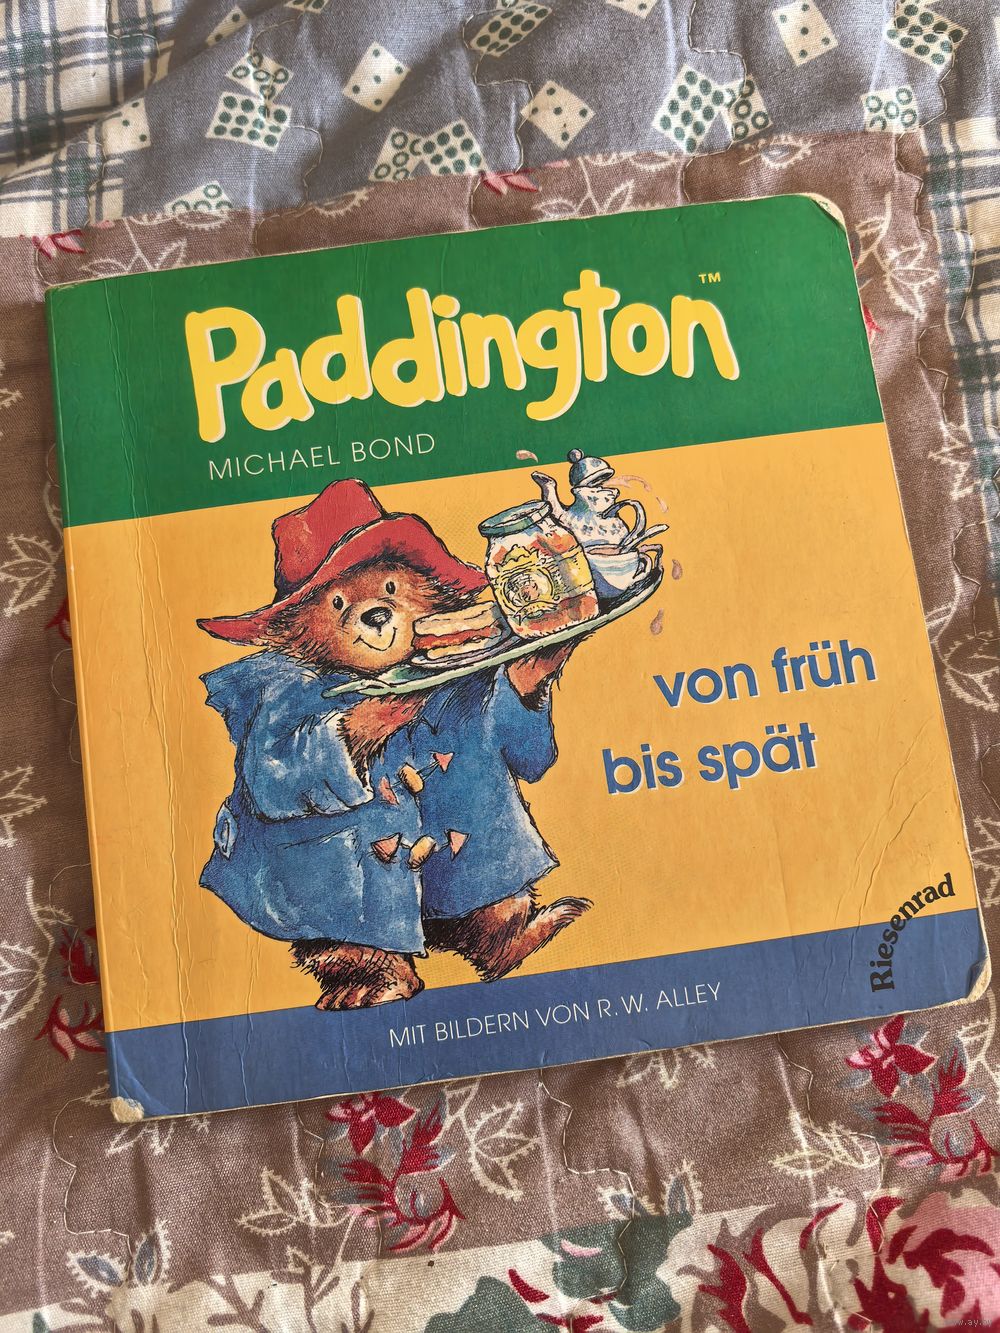 Paddington™
MICHAEL BOND
von früh
bis spät
Riesenrad
MIT BILDERN VON R. W. ALLEY